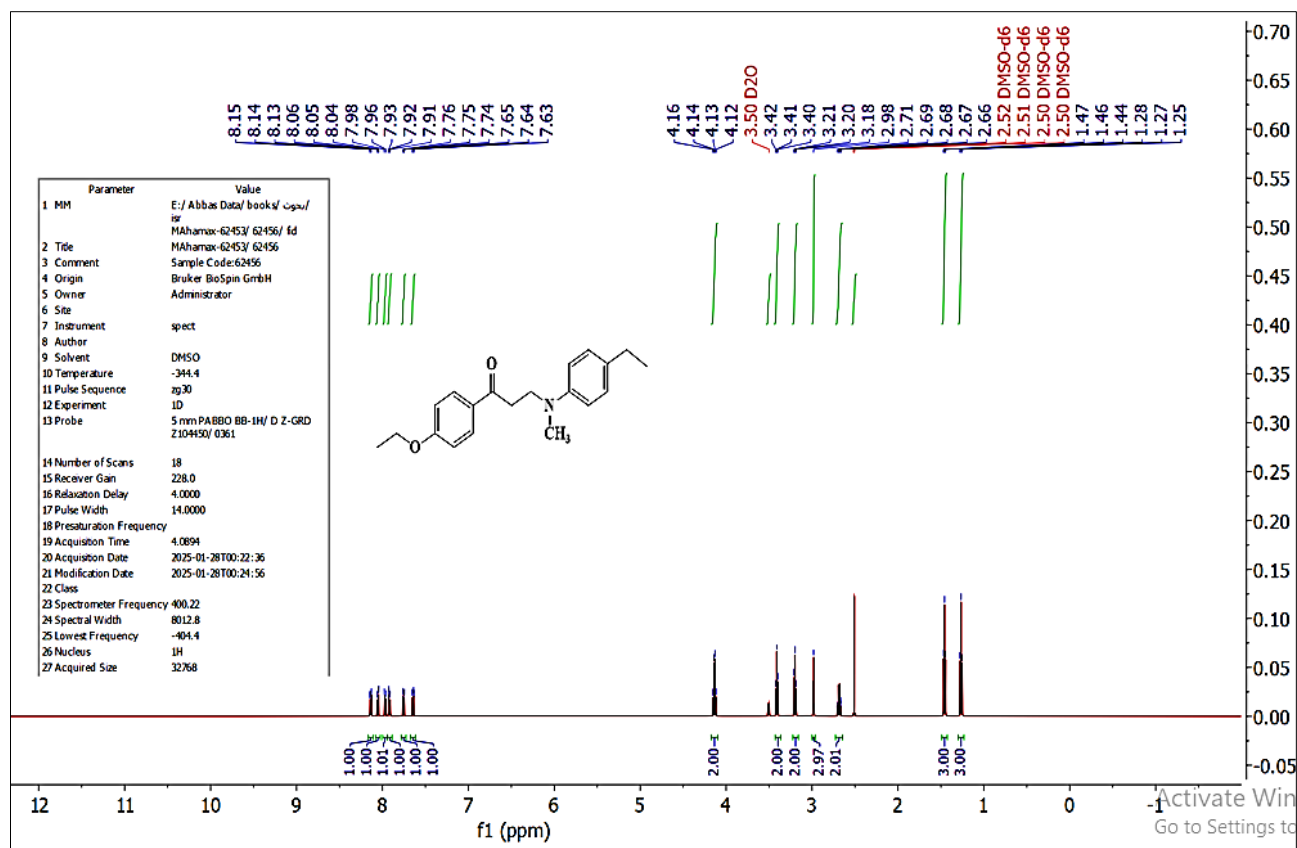 8.15
8.14
8.13
8.06
8.05
8.04
7.98
7.96
7.93
7.92
7.91
7.76
7.75
7.74
7.65
7.64
7.63
4.16
4.14
4.13
4.12
3.50 D2O
3.42
3.41
3.40
3.21
3.20
3.18
2.98
2.71
2.69
2.68
2.67
2.66
2.52 DMSO-d6
2.51 DMSO-d6
2.50 DMSO-d6
2.50 DMSO-d6
1.47
1.46
1.44
1.28
1.27
1.25
Parameter Value
1 MM E:/ Abbas Data/ books/ بحوث/
isr
MAhamax-62453/ 62456/ fid
2 Title MAhamax-62453/ 62456
3 Comment Sample Code:62456
4 Origin Bruker BioSpin GmbH
5 Owner Administrator
6 Site
7 Instrument spect
8 Author
9 Solvent DMSO
10 Temperature -344.4
11 Pulse Sequence zg30
12 Experiment 1D
13 Probe 5 mm PABBO BB-1H/ D Z-GRD
Z104450/ 0361
14 Number of Scans 18
15 Receiver Gain 228.0
16 Relaxation Delay 4.0000
17 Pulse Width 14.0000
18 Presaturation Frequency
19 Acquisition Time 4.0894
20 Acquisition Date 2025-01-28T00:22:36
21 Modification Date 2025-01-28T00:24:56
22 Class
23 Spectrometer Frequency 400.22
24 Spectral Width 8012.8
25 Lowest Frequency -404.4
26 Nucleus 1H
27 Acquired Size 32768
O
N
CH3
O
0.70
0.65
0.60
0.55
0.50
0.45
0.40
0.35
0.30
0.25
0.20
0.15
0.10
0.05
0.00
-0.05
1.00
1.00
1.01
1.00
1.00
1.00
2.00
2.00
2.00
2.97
2.01
3.00
3.00
12 11 10 9 8 7 6 5 4 3 2 1 0 -1
f1 (ppm)
Activate Win
Go to Settings to